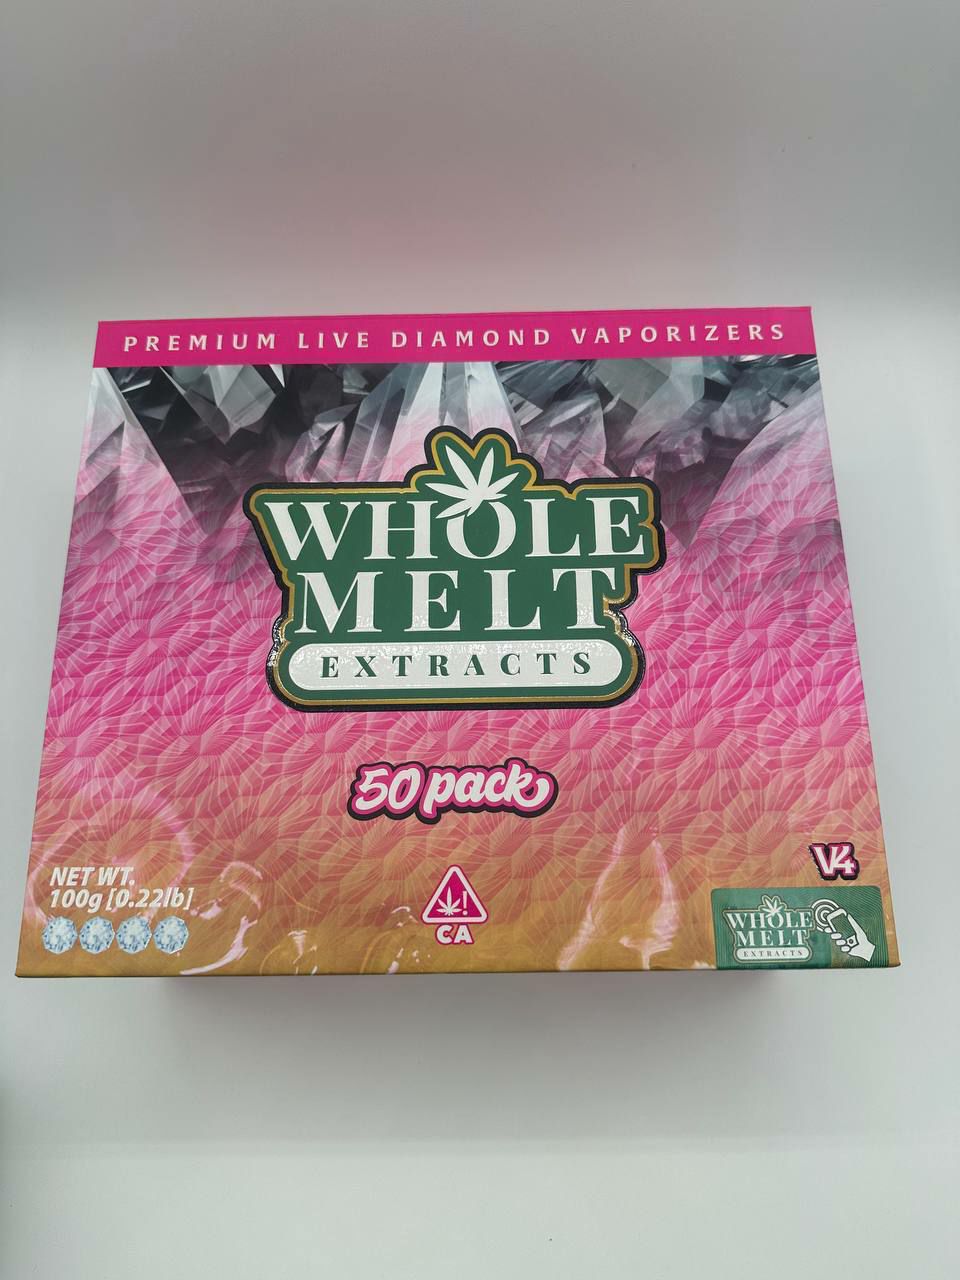 PREMIUM LIVE DIAMOND VAPORIZERS
WHOLE
MELT
EXTRACTS
50 pack
NET WT.
100g [0.22lb]
!
CA
V4
WHOLE
MELT
EXTRACTS